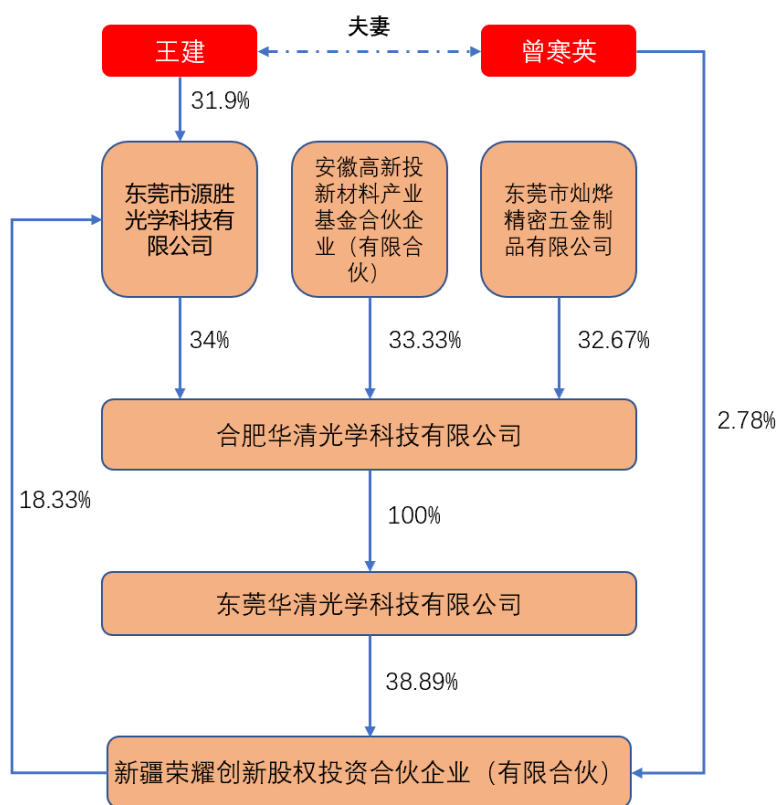 夫妻
王建
曾寒英
31.9%
东莞市源胜
光学科技有
限公司
安徽高新投
新材料产业
基金合伙企
业（有限合
伙）
东莞市灿烨
精密五金制
品有限公司
34%
33.33%
32.67%
2.78%
合肥华清光学科技有限公司
18.33%
100%
东莞华清光学科技有限公司
38.89%
新疆荣耀创新股权投资合伙企业（有限合伙）